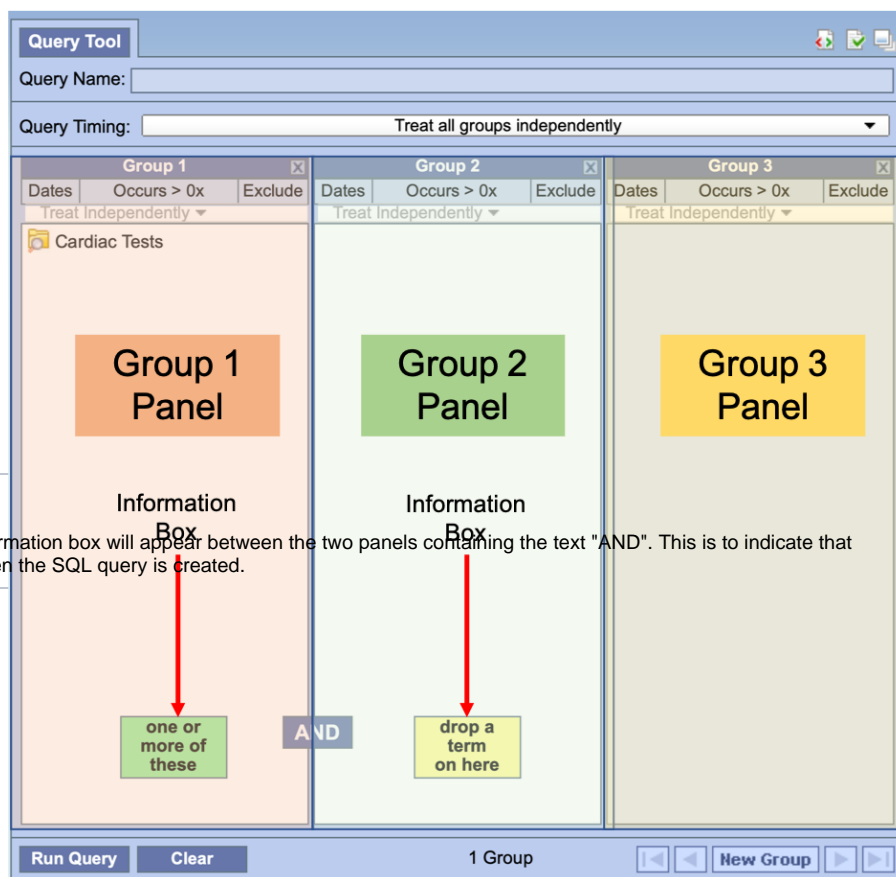 Query Tool
Query Name:
Query Timing: Treat all groups independently
Group 1 Group 2 Group 3
Dates Occurs > 0x Exclude Dates Occurs > 0x Exclude Dates Occurs > 0x Exclude
Treat Independently Treat Independently Treat Independently
Cardiac Tests
Group 1
Panel
Group 2
Panel
Group 3
Panel
Information
Box
Information
Box
rmation box will appear between the two panels containing the text "AND". This is to indicate that
n the SQL query is created.
one or
more of
these
AND
drop a
term
on here
Run Query Clear 1 Group New Group